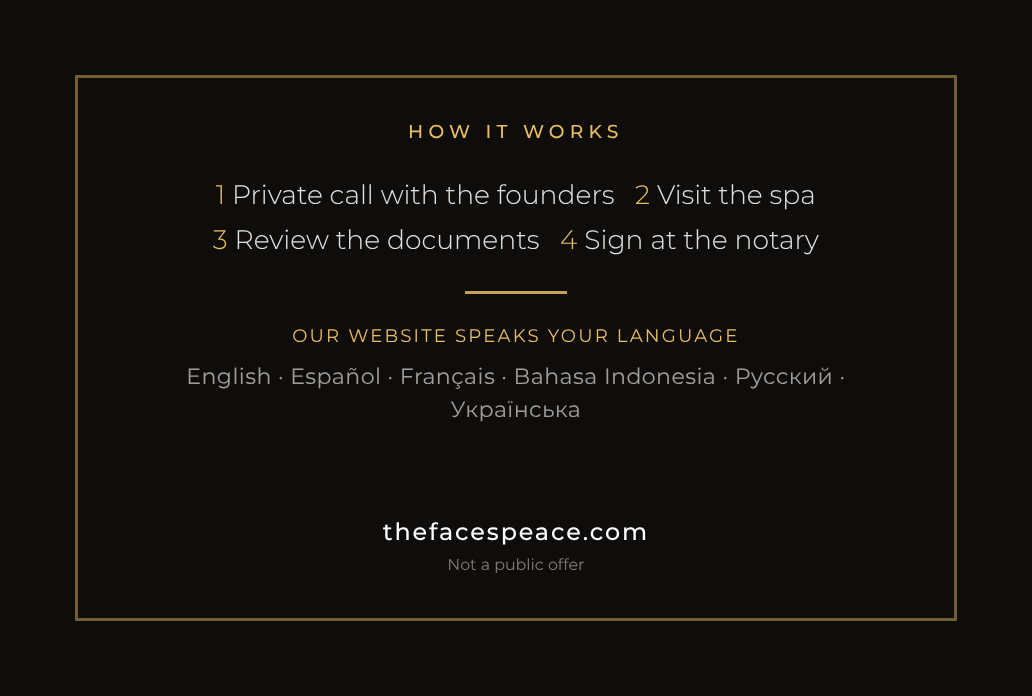 HOW IT WORKS
1 Private call with the founders 2 Visit the spa
3 Review the documents 4 Sign at the notary
OUR WEBSITE SPEAKS YOUR LANGUAGE
English · Español · Français · Bahasa Indonesia · Русский ·
Українська
thefacespeace.com
Not a public offer